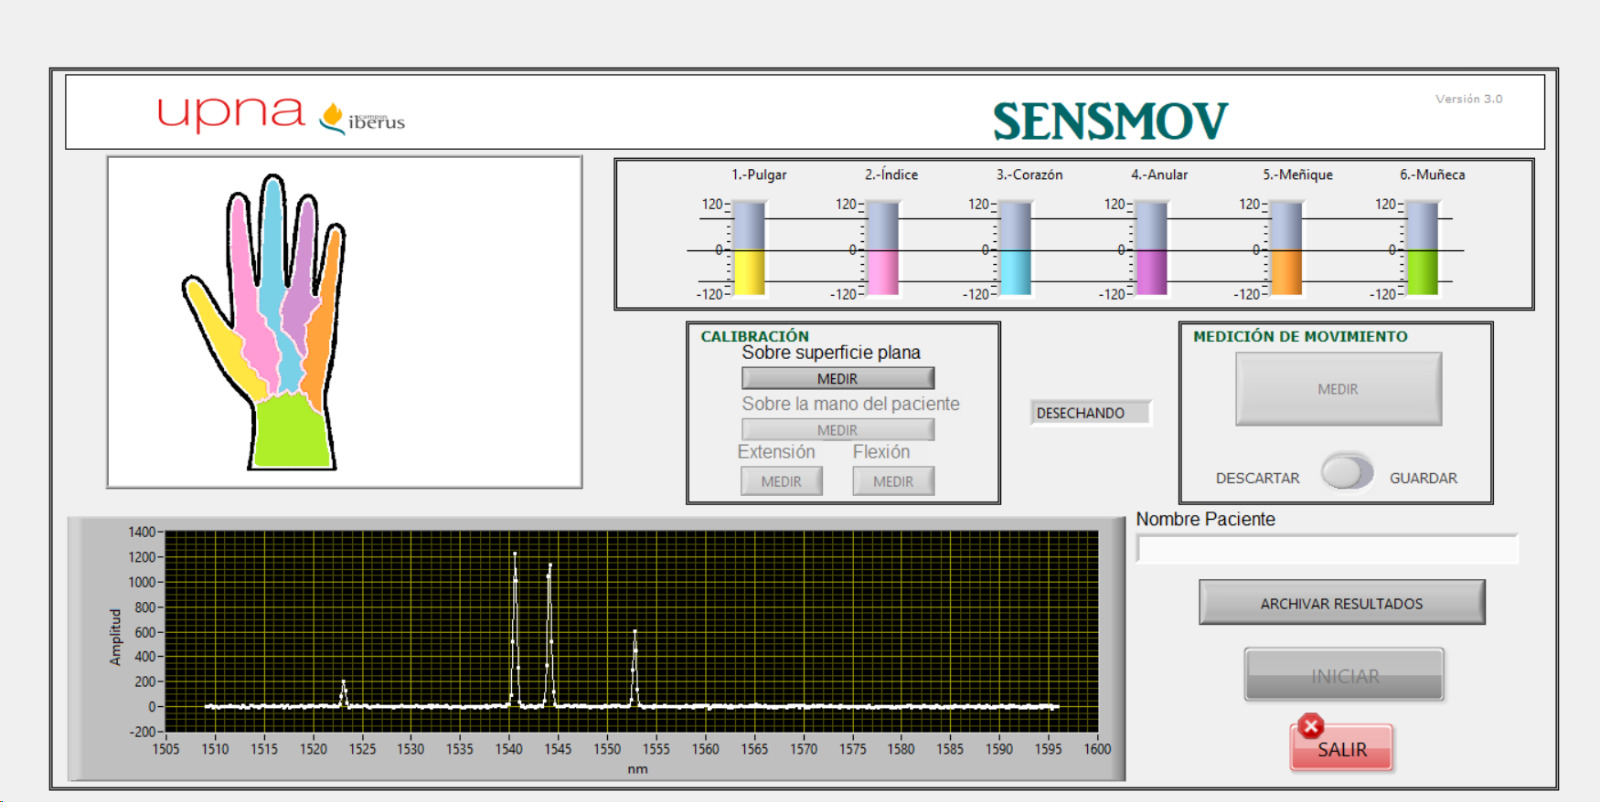 upna
campus
iberus
SENSMOV
Versión 3.0
1.-Pulgar
2.-Índice
3.-Corazón
4.-Anular
5.-Meñique
6.-Muñeca
120
0
-120
120
0
-120
120
0
-120
120
0
-120
120
0
-120
120
0
-120
CALIBRACIÓN
Sobre superficie plana
MEDIR
Sobre la mano del paciente
MEDIR
Extensión
Flexión
MEDIR
MEDIR
DESECHANDO
MEDICIÓN DE MOVIMIENTO
MEDIR
DESCARTAR
GUARDAR
Amplitud
1400
1200
1000
800
600
400
200
0
-200
1505 1510 1515 1520 1525 1530 1535 1540 1545 1550 1555 1560 1565 1570 1575 1580 1585 1590 1595 1600
nm
Nombre Paciente
ARCHIVAR RESULTADOS
INICIAR
SALIR